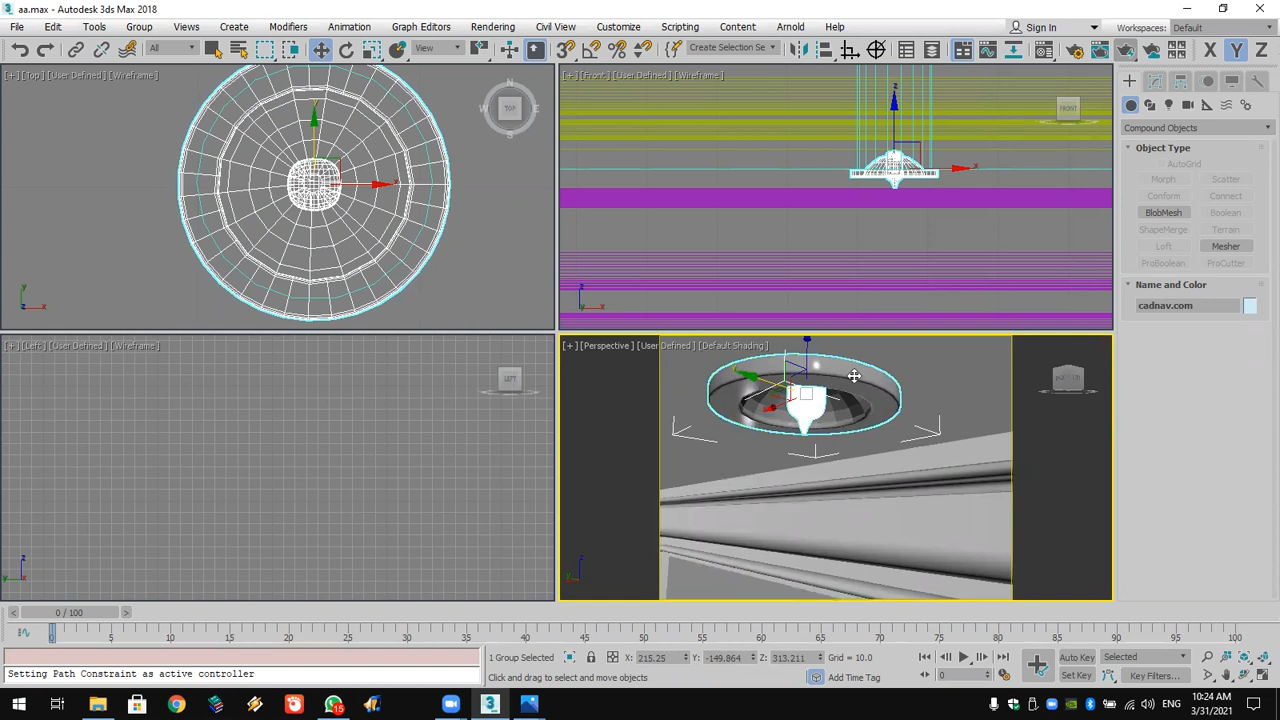 aa.max - Autodesk 3ds Max 2018
File Edit Tools Group Views Create Modifiers Animation Graph Editors Rendering Civil View Customize Scripting Content Arnold Help Sign In Workspaces: Default
All View Create Selection Se X Y Z
[+] [Top] [User Defined] [Wireframe]
N W E S TOP
y x z
[+] [Front] [User Defined] [Wireframe]
FRONT
z x
[+] [Left] [User Defined] [Wireframe]
LEFT
z y
[+] [Perspective] [User Defined] [Default Shading]
Compound Objects
Object Type
AutoGrid
Morph Scatter
Conform Connect
BlobMesh Boolean
ShapeMerge Terrain
Loft Mesher
ProBoolean ProCutter
Name and Color
cadnav.com
0 / 100
0 5 10 15 20 25 30 35 40 45 50 55 60 65 70 75 80 85 90 95 100
1 Group Selected X: 215.25 Y: -149.864 Z: 313.211 Grid = 10.0 Auto Key Selected
Setting Path Constraint as active controller Click and drag to select and move objects Add Time Tag 0 Set Key Key Filters...
15 3 ENG 10:24 AM
3/31/2021